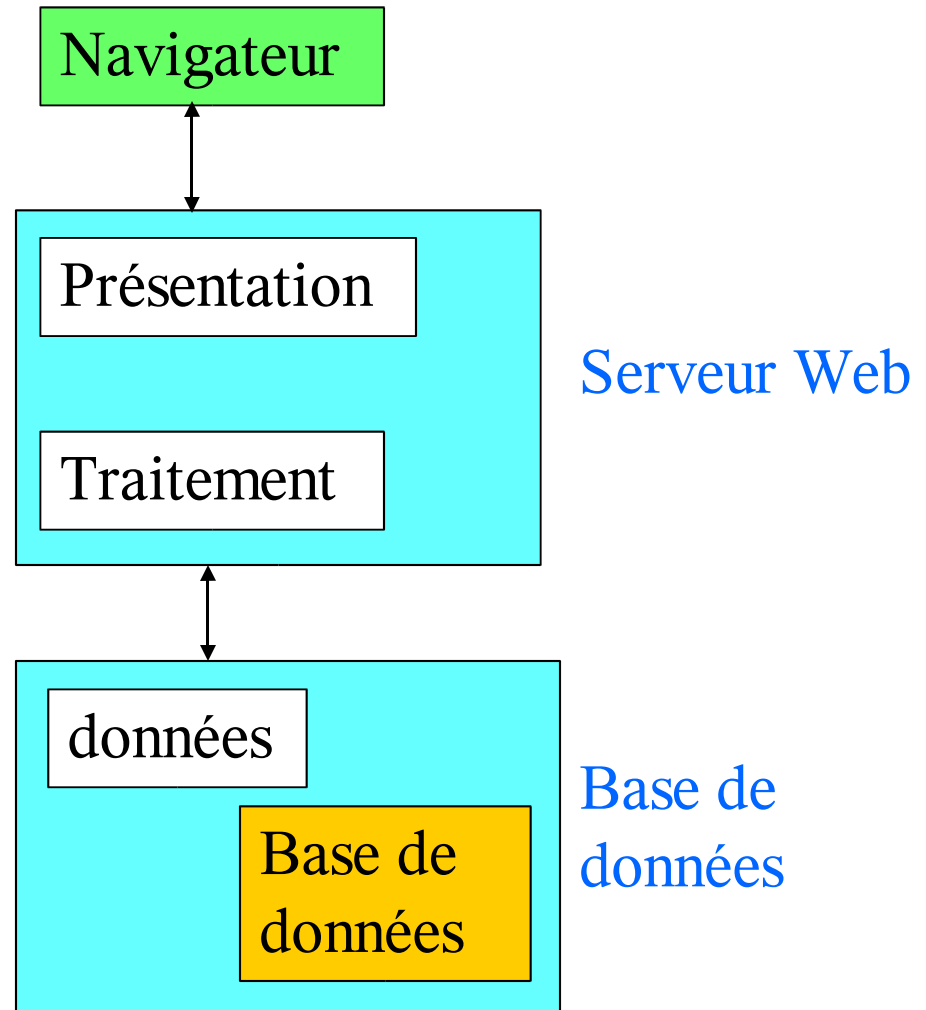 Navigateur
Présentation
Serveur Web
Traitement
données
Base de
données
Base de
données